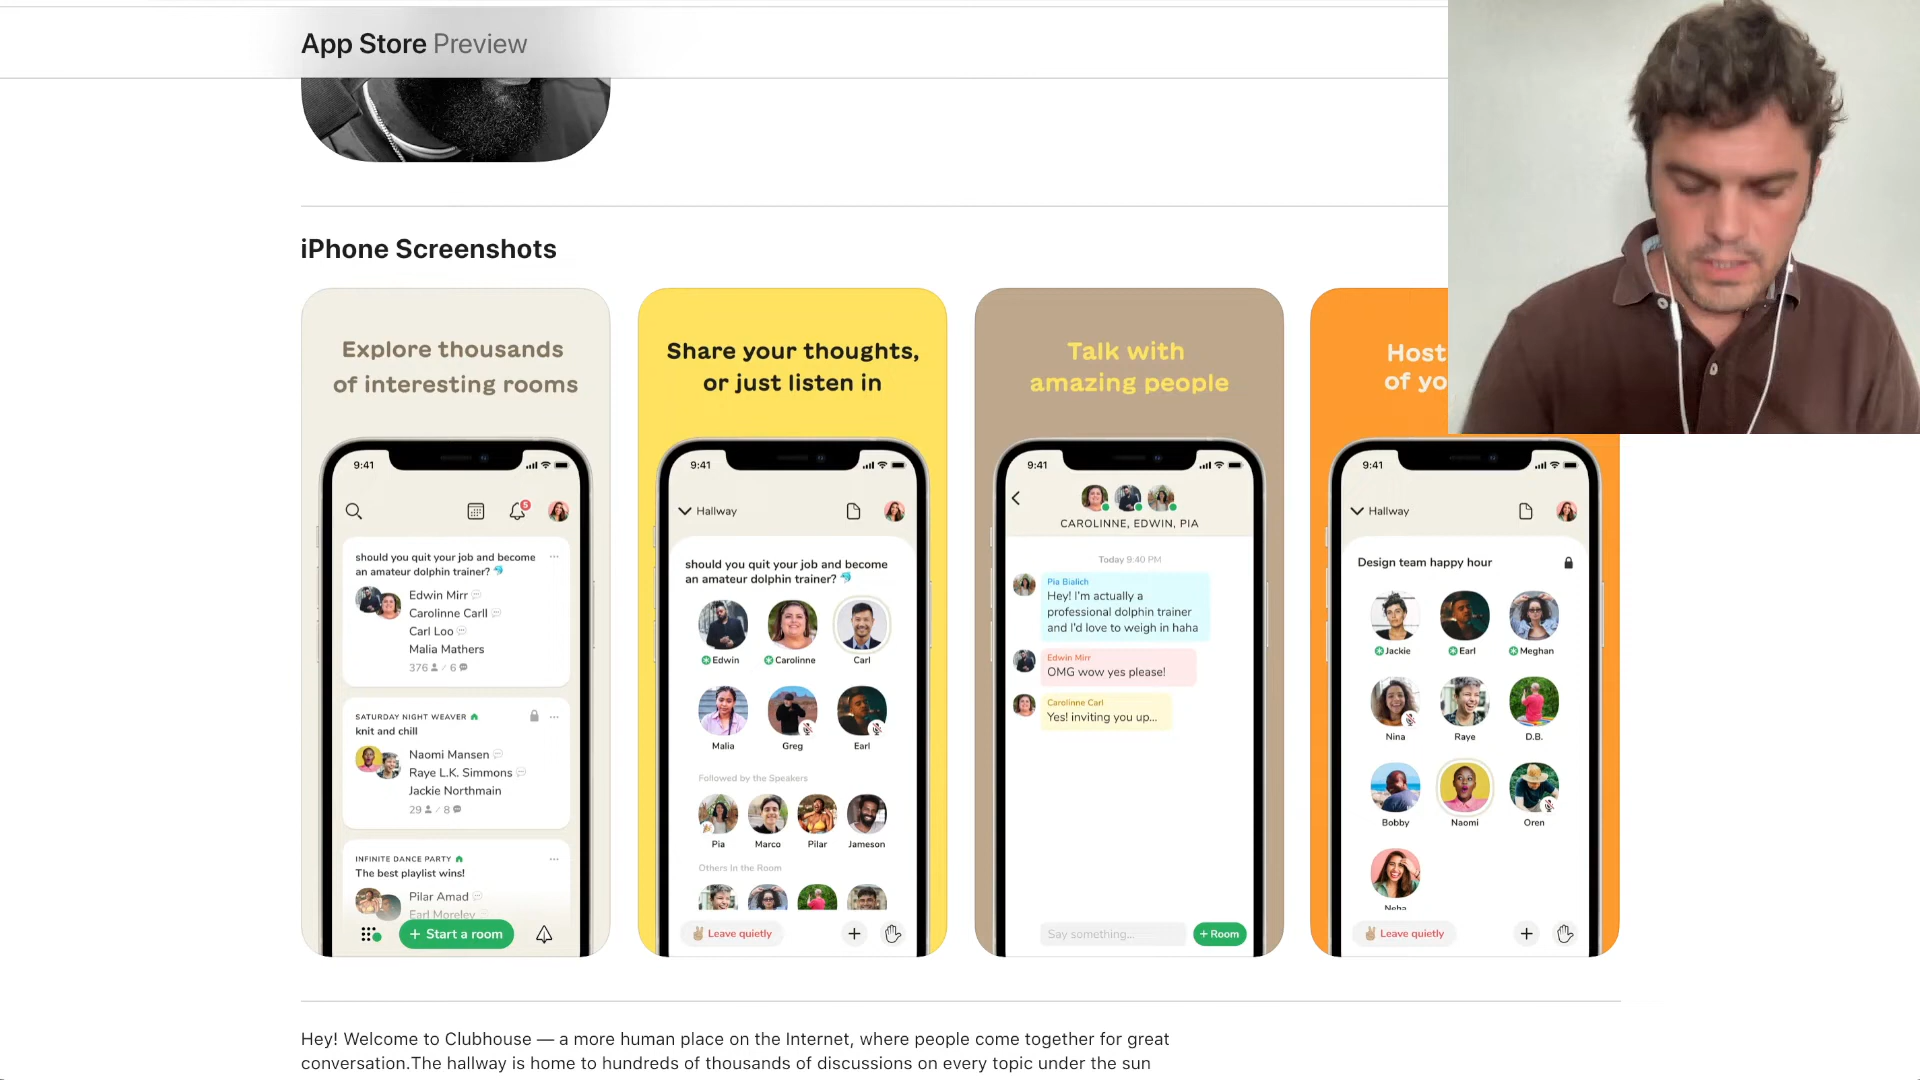 App Store Preview
iPhone Screenshots
Explore thousands
of interesting rooms
9:41
5
should you quit your job and become
an amateur dolphin trainer?
Edwin Mirr
Carolinne Carll
Carl Loo
Malia Mathers
376 / 6
SATURDAY NIGHT WEAVER
knit and chill
Naomi Mansen
Raye L.K. Simmons
Jackie Northmain
29 / 8
INFINITE DANCE PARTY
The best playlist wins!
Pilar Amad
Earl Moreley
+ Start a room
Share your thoughts,
or just listen in
9:41
Hallway
should you quit your job and become
an amateur dolphin trainer?
Edwin Carolinne Carl
Malia Greg Earl
Followed by the Speakers
Pia Marco Pilar Jameson
Others In the Room
Leave quietly
Talk with
amazing people
9:41
CAROLINNE, EDWIN, PIA
Today 9:40 PM
Pia Bialich
Hey! I'm actually a
professional dolphin trainer
and I'd love to weigh in haha
Edwin Mirr
OMG wow yes please!
Carolinne Carl
Yes! inviting you up...
Say something...
+ Room
Host
of yo
9:41
Hallway
Design team happy hour
Jackie Earl Meghan
Nina Raye D.B.
Bobby Naomi Oren
Neha
Leave quietly
Hey! Welcome to Clubhouse — a more human place on the Internet, where people come together for great
conversation.The hallway is home to hundreds of thousands of discussions on every topic under the sun